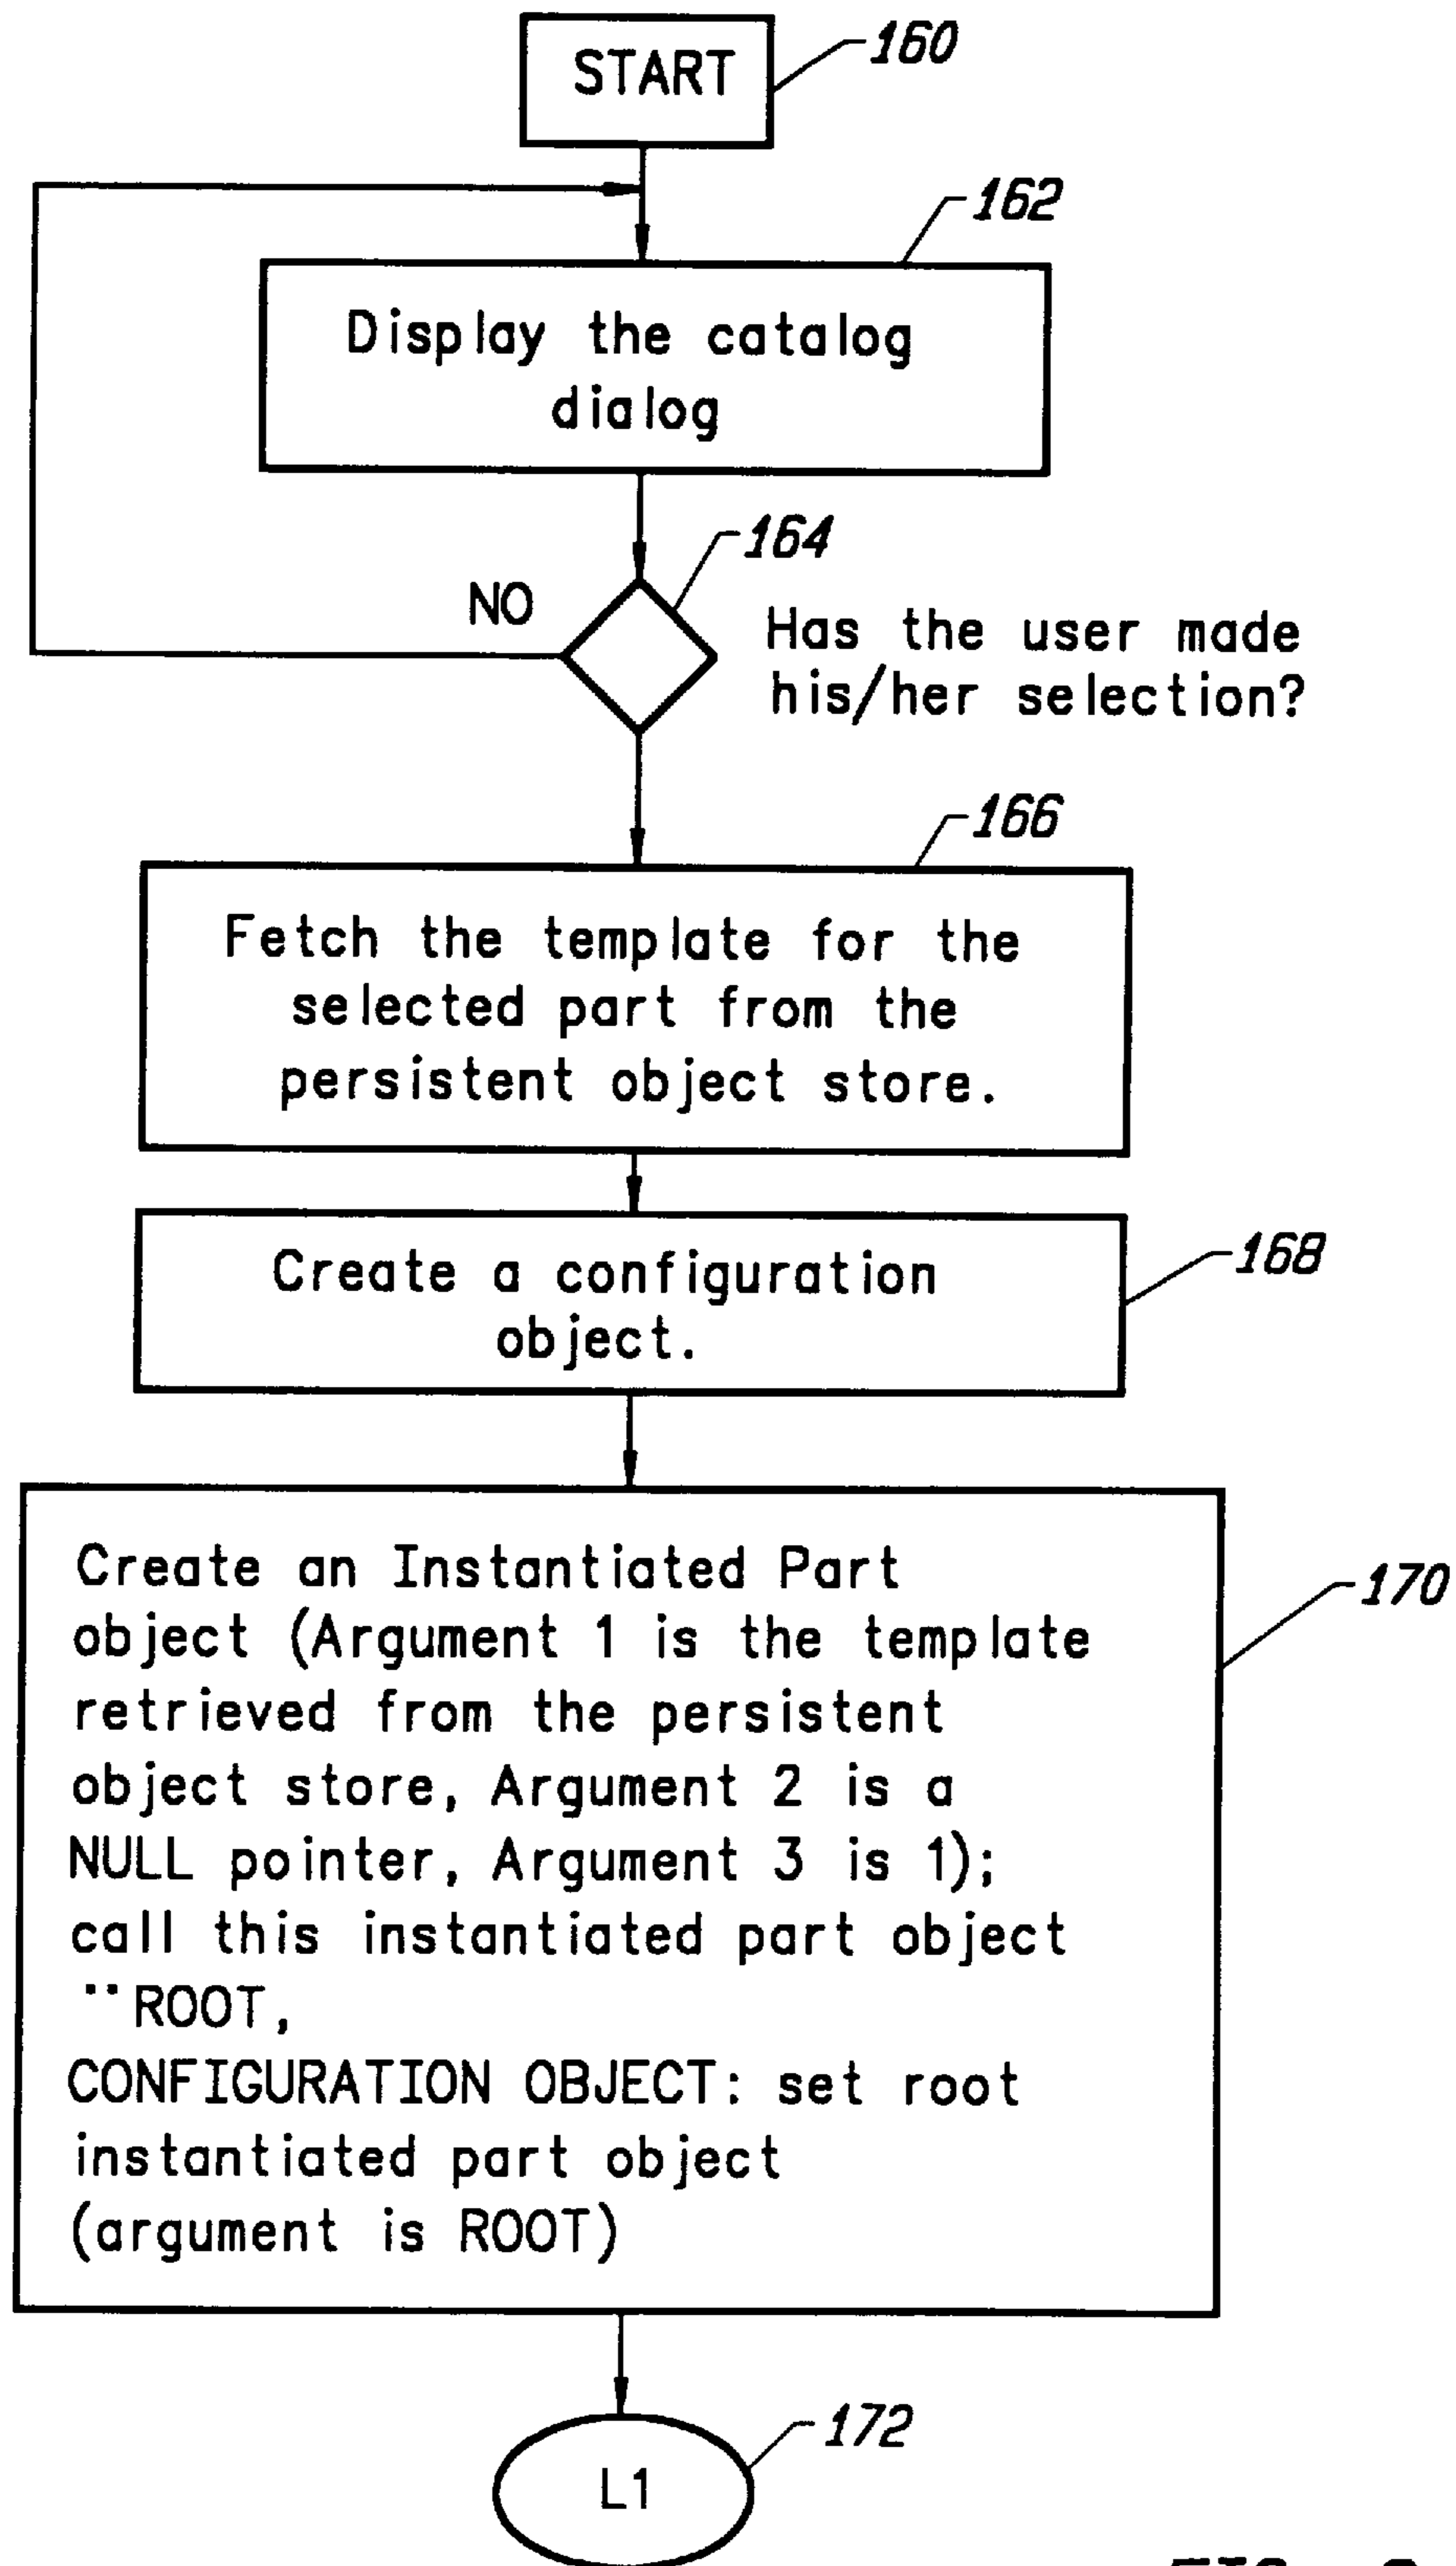 START
160
162
Display the catalog
dialog
164
NO
Has the user made
his/her selection?
166
Fetch the template for the
selected part from the
persistent object store.
168
Create a configuration
object.
170
Create an Instantiated Part
object (Argument 1 is the template
retrieved from the persistent
object store, Argument 2 is a
NULL pointer, Argument 3 is 1);
call this instantiated part object
¨ROOT,
CONFIGURATION OBJECT: set root
instantiated part object
(argument is ROOT)
172
L1